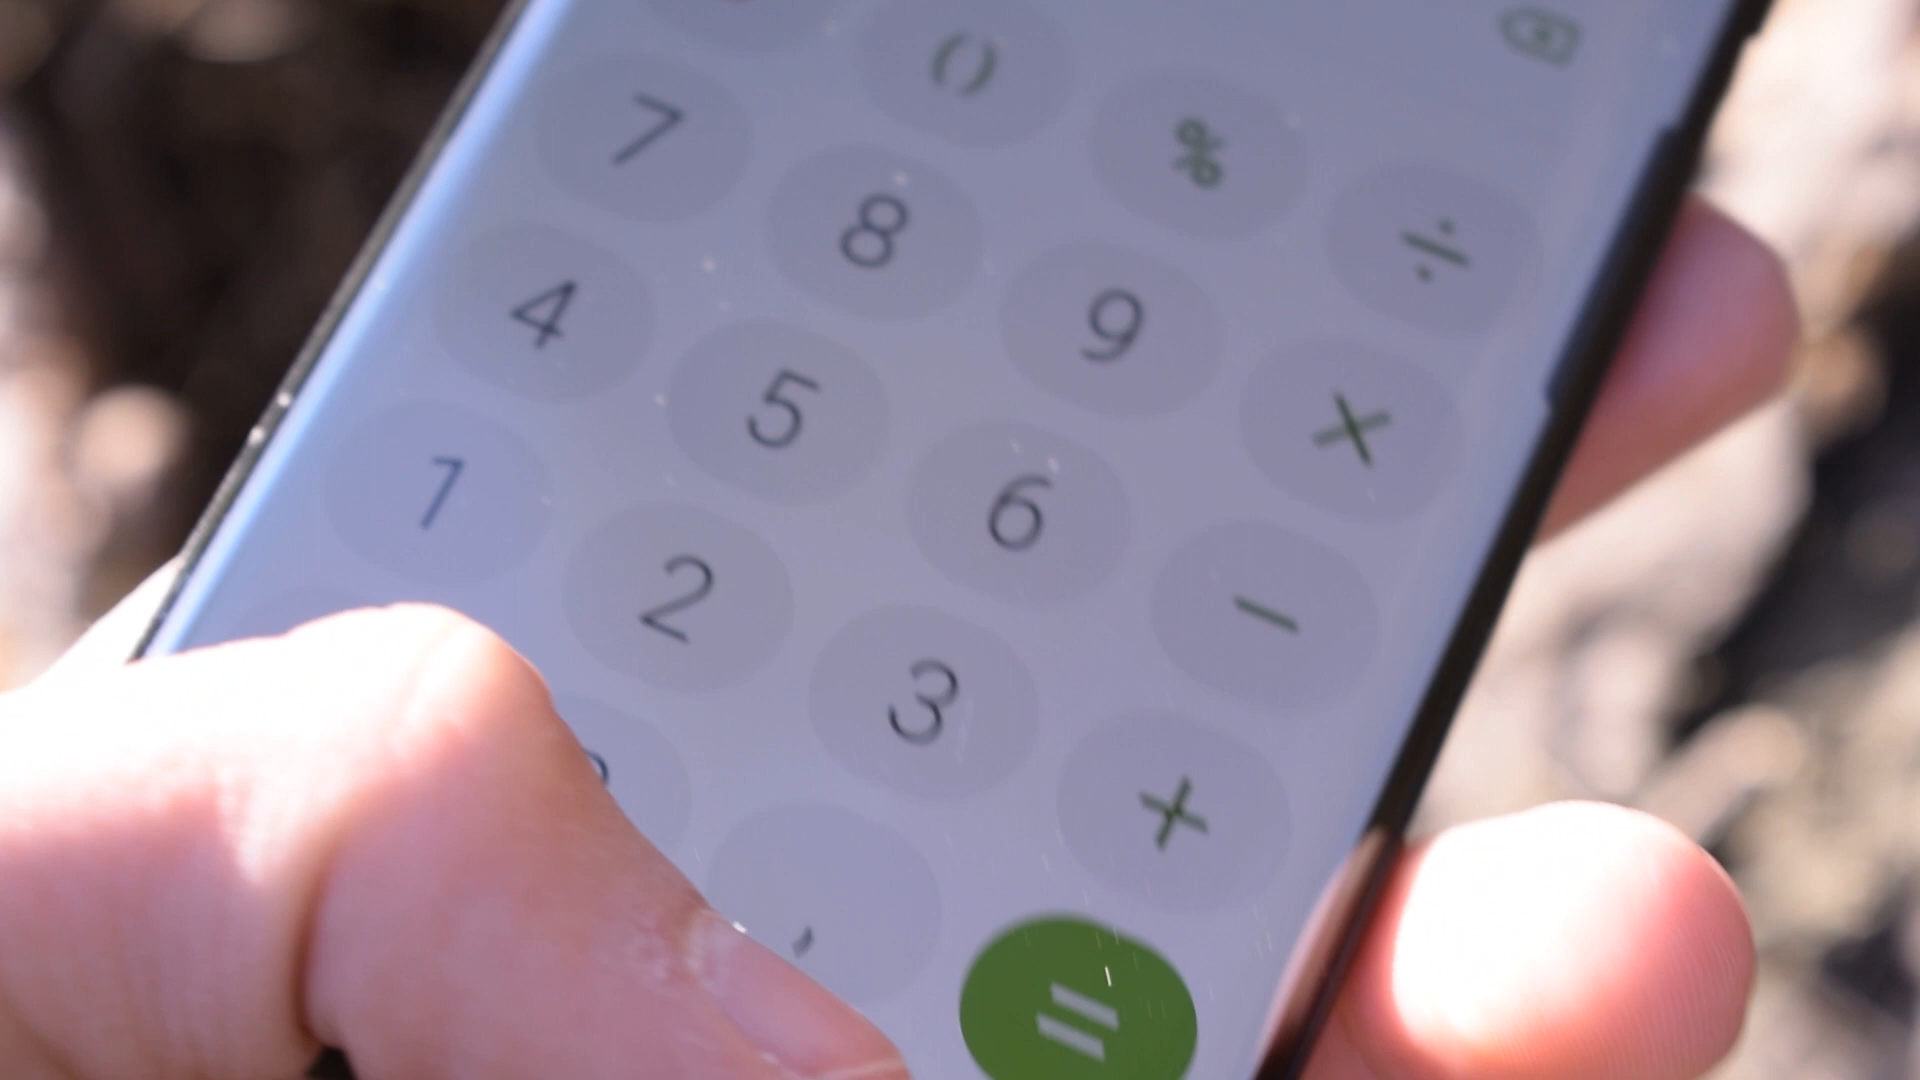 () % ÷
7 8 9 ×
4 5 6 −
1 2 3 +
, =